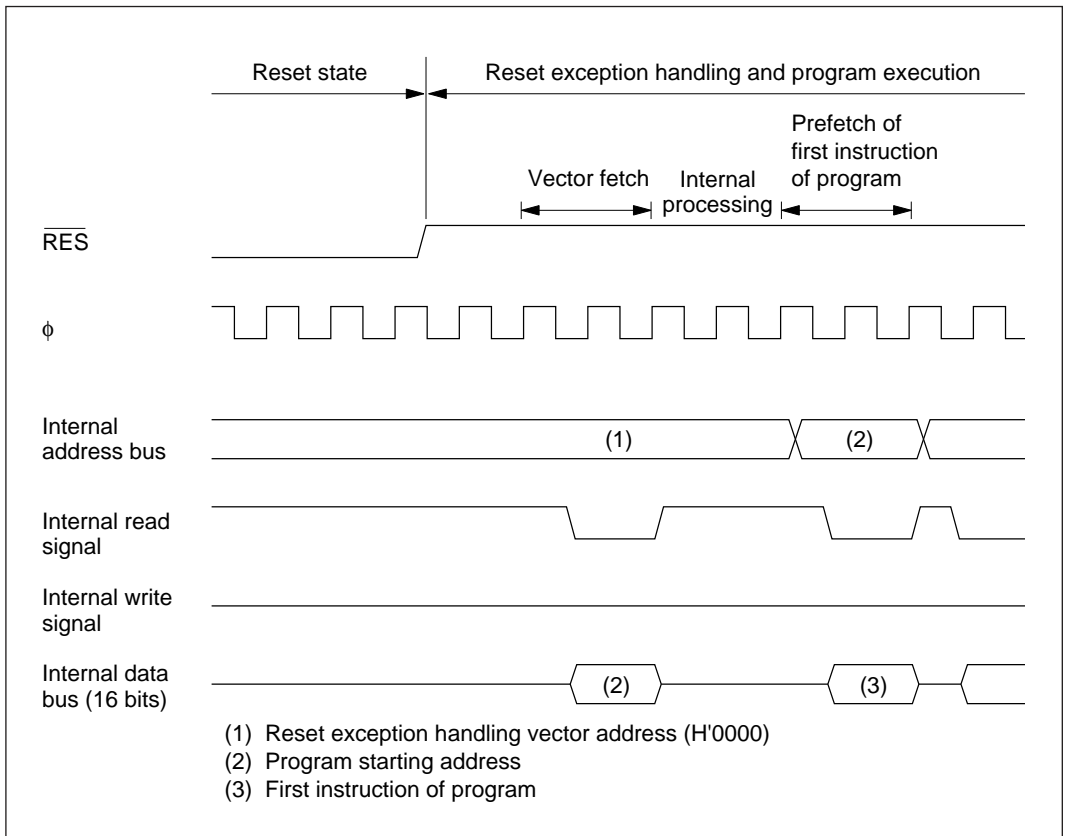 Reset state
Reset exception handling and program execution
Prefetch of
first instruction
of program
Vector fetch
Internal
processing
RES
ϕ
Internal
address bus
(1)
(2)
Internal read
signal
Internal write
signal
Internal data
bus (16 bits)
(2)
(3)
(1) Reset exception handling vector address (H'0000)
(2) Program starting address
(3) First instruction of program